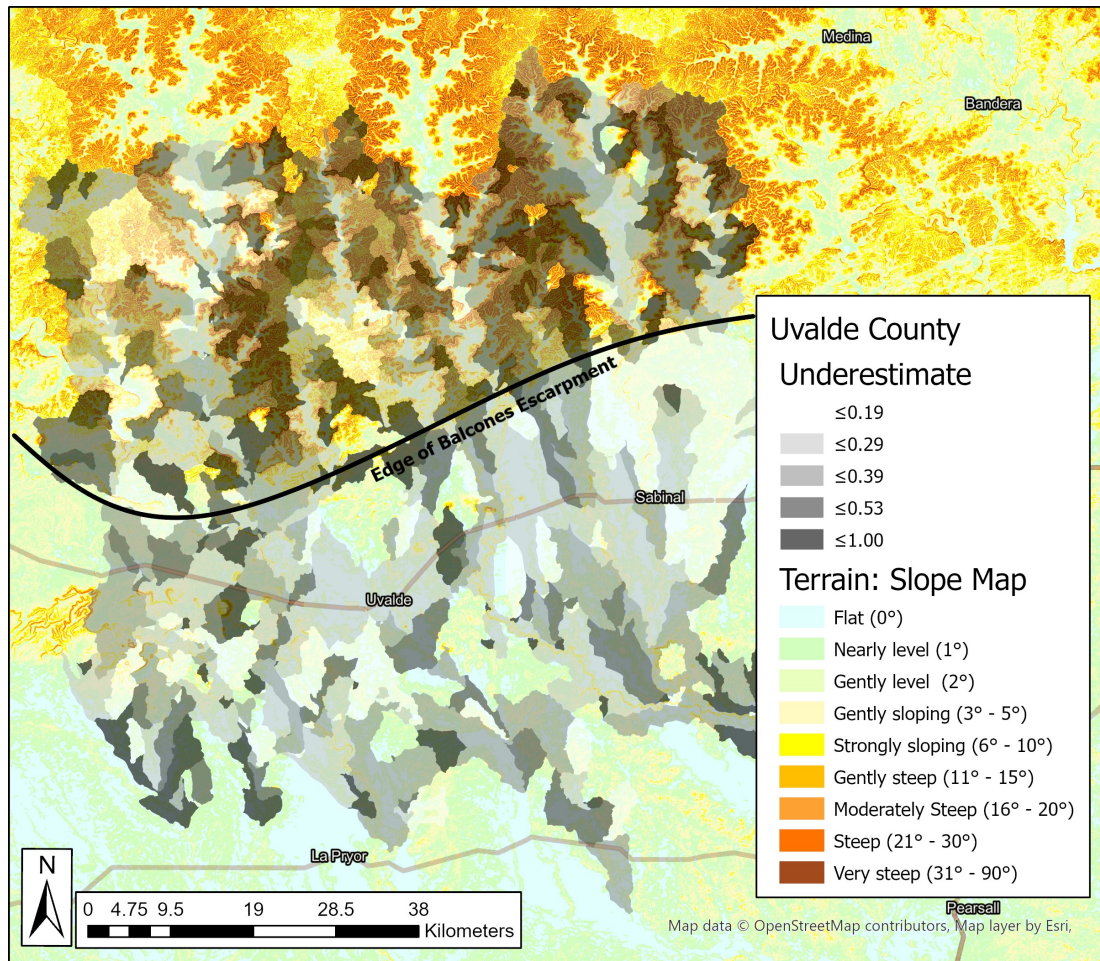 Medina
Bandera
Edge of Balcones Escarpment
Sabinal
Uvalde
La Pryor
Pearsall
Uvalde County
Underestimate
≤0.19
≤0.29
≤0.39
≤0.53
≤1.00
Terrain: Slope Map
Flat (0°)
Nearly level (1°)
Gently level (2°)
Gently sloping (3° - 5°)
Strongly sloping (6° - 10°)
Gently steep (11° - 15°)
Moderately Steep (16° - 20°)
Steep (21° - 30°)
Very steep (31° - 90°)
N
0 4.75 9.5 19 28.5 38
Kilometers
Map data © OpenStreetMap contributors, Map layer by Esri,